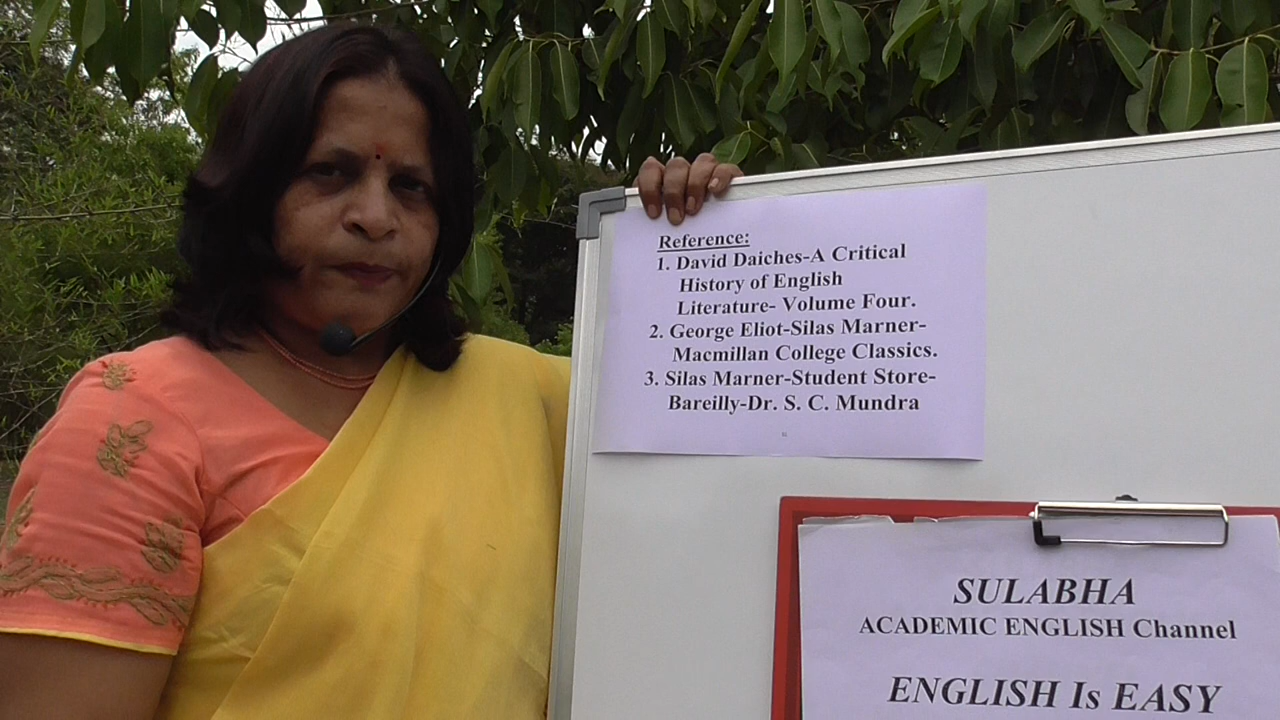 Reference:
1. David Daiches-A Critical
History of English
Literature- Volume Four.
2. George Eliot-Silas Marner-
Macmillan College Classics.
3. Silas Marner-Student Store-
Bareilly-Dr. S. C. Mundra
SULABHA
ACADEMIC ENGLISH Channel
ENGLISH Is EASY